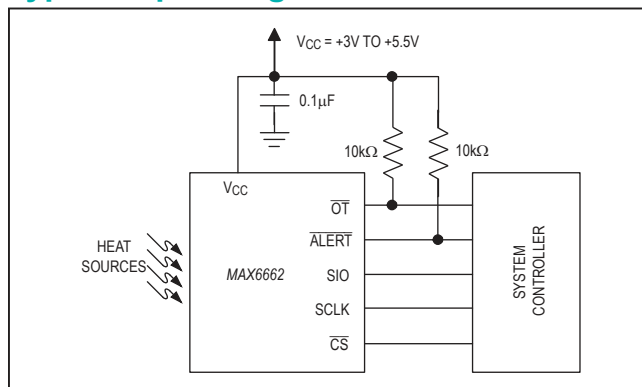 VCC = +3V TO +5.5V
0.1μF
10kΩ
10kΩ
VCC
OT
ALERT
HEAT
SOURCES
MAX6662
SIO
SCLK
CS
SYSTEM
CONTROLLER